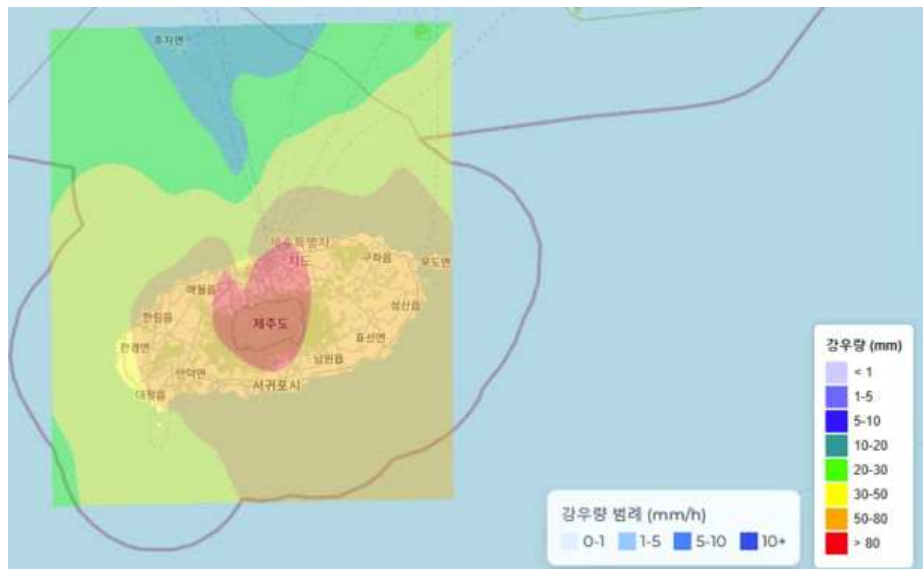 추자면
제주특별자
치도
구좌읍
우도면
애월읍
성산읍
한림읍
제주도
표선면
한경면
남원읍
안덕면
서귀포시
대정읍
강우량 (mm)
< 1
1-5
5-10
10-20
20-30
30-50
50-80
> 80
강우량 범례 (mm/h)
0-1
1-5
5-10
10+